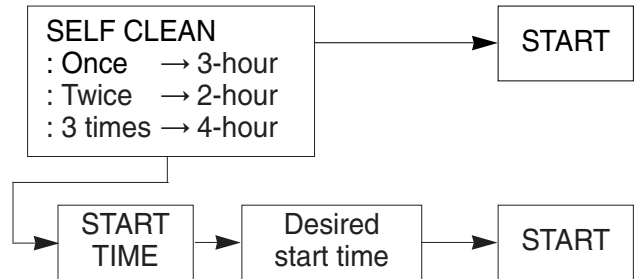 SELF CLEAN
: Once → 3-hour
: Twice → 2-hour
: 3 times → 4-hour
START
START
TIME
Desired
start time
START